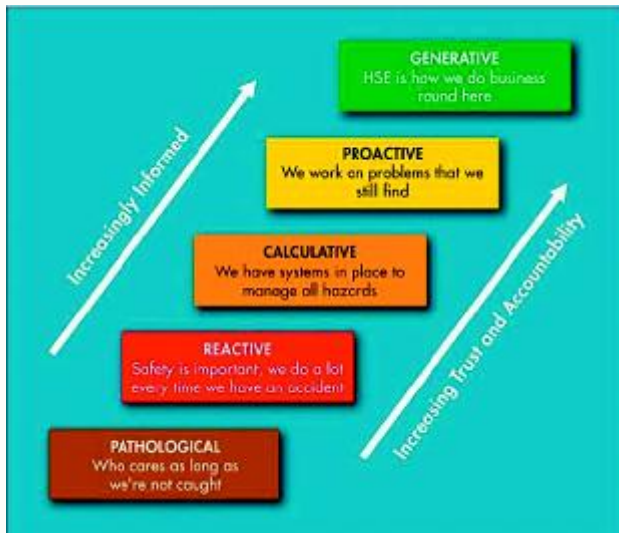 GENERATIVE
HSE is how we do business
round here
PROACTIVE
We work on problems that we
still find
Increasingly Informed
CALCULATIVE
We have systems in place to
manage all hazards
Increasing Trust and Accountability
REACTIVE
Safety is important, we do a lot
every time we have an accident
PATHOLOGICAL
Who cares as long as
we're not caught